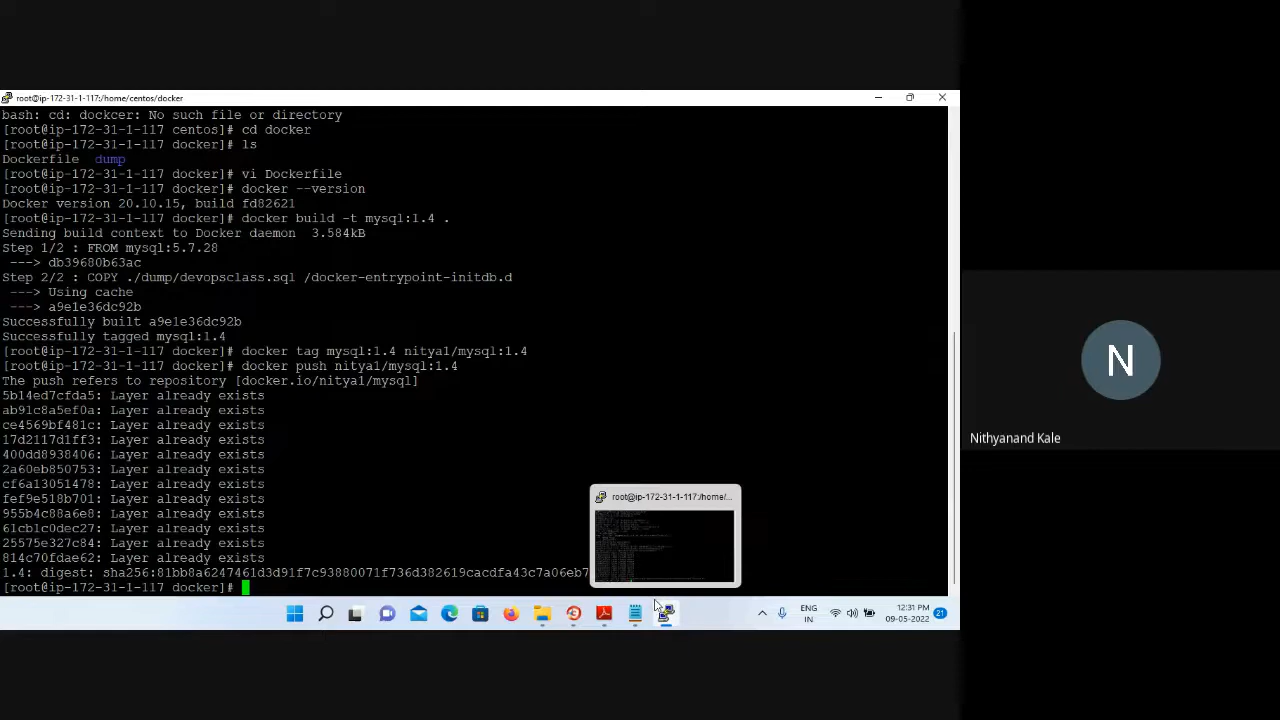 root@ip-172-31-1-117:/home/centos/docker
bash: cd: dockcer: No such file or directory
[root@ip-172-31-1-117 centos]# cd docker
[root@ip-172-31-1-117 docker]# ls
Dockerfile  dump
[root@ip-172-31-1-117 docker]# vi Dockerfile
[root@ip-172-31-1-117 docker]# docker --version
Docker version 20.10.15, build fd82621
[root@ip-172-31-1-117 docker]# docker build -t mysql:1.4 .
Sending build context to Docker daemon  3.584kB
Step 1/2 : FROM mysql:5.7.28
---> db39680b63ac
Step 2/2 : COPY ./dump/devopsclass.sql /docker-entrypoint-initdb.d
---> Using cache
---> a9e1e36dc92b
Successfully built a9e1e36dc92b
Successfully tagged mysql:1.4
[root@ip-172-31-1-117 docker]# docker tag mysql:1.4 nitya1/mysql:1.4
[root@ip-172-31-1-117 docker]# docker push nitya1/mysql:1.4
The push refers to repository [docker.io/nitya1/mysql]
5b14ed7cfda5: Layer already exists
ab91c8a5ef0a: Layer already exists
ce4569bf481c: Layer already exists
17d2117d1ff3: Layer already exists
400dd8938406: Layer already exists
2a60eb850753: Layer already exists
cf6a13051478: Layer already exists
fef9e518b701: Layer already exists
955b4c88a6e8: Layer already exists
61cb1c0dec27: Layer already exists
25575e327c84: Layer already exists
814c70fdae62: Layer already exists
1.4: digest: sha256:81bb8a6247461d3d91f7c93880071f736d382619cacdfa43c7a06eb7
[root@ip-172-31-1-117 docker]#
root@ip-172-31-1-117:/home/...
ENG
IN
12:31 PM
09-05-2022
21
N
Nithyanand Kale